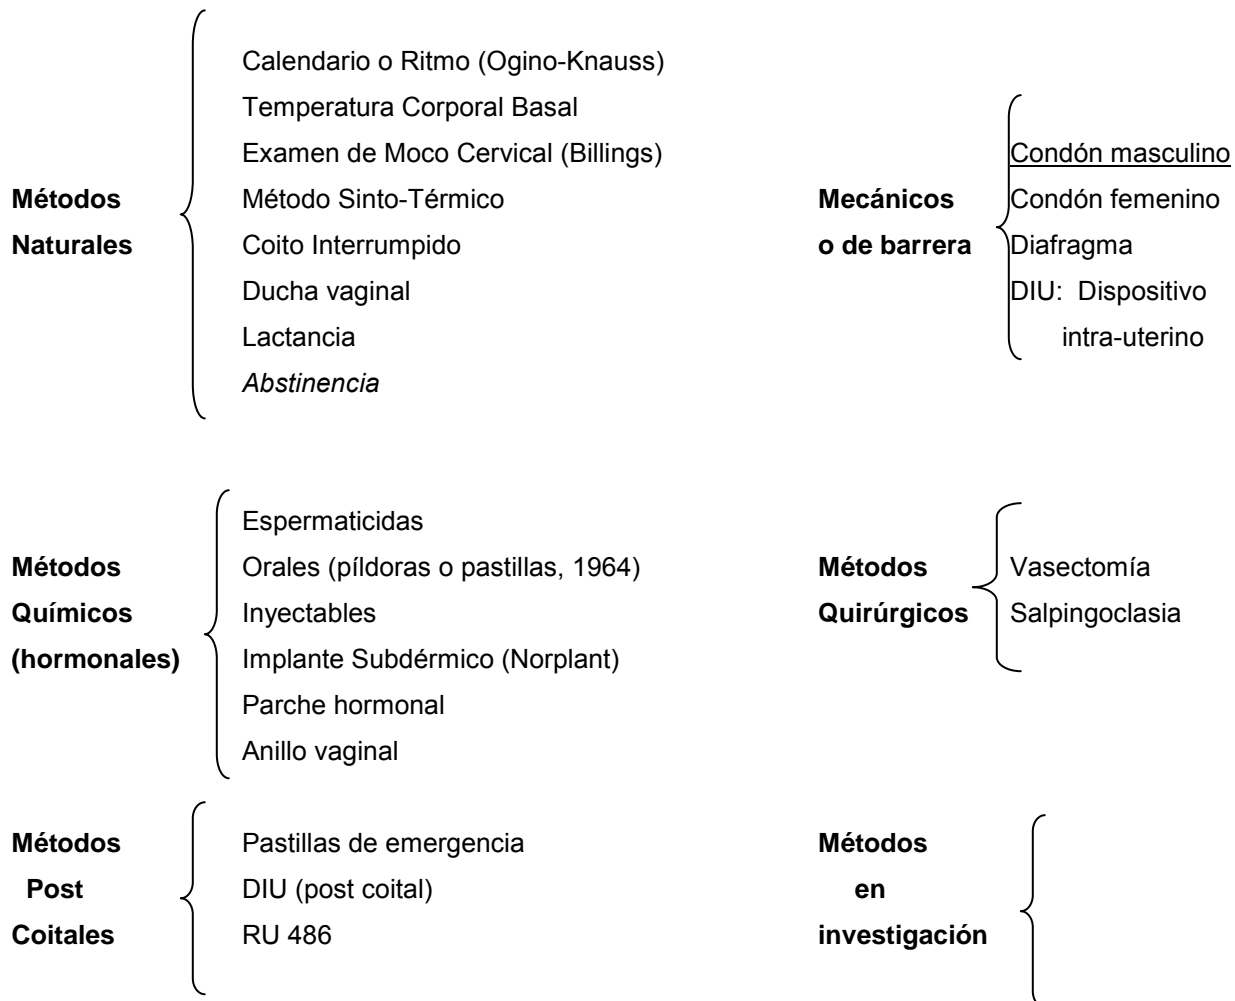 Calendario o Ritmo (Ogino-Knauss)
Temperatura Corporal Basal
Examen de Moco Cervical (Billings)
Métodos Método Sinto-Térmico
Naturales Coito Interrumpido
Ducha vaginal
Lactancia
Abstinencia
Condón masculino
Mecánicos Condón femenino
o de barrera Diafragma
DIU: Dispositivo
intra-uterino
Espermaticidas
Métodos Orales (píldoras o pastillas, 1964)
Químicos Inyectables
(hormonales) Implante Subdérmico (Norplant)
Parche hormonal
Anillo vaginal
Métodos Vasectomía
Quirúrgicos Salpingoclasia
Métodos Pastillas de emergencia
Post DIU (post coital)
Coitales RU 486
Métodos
en
investigación